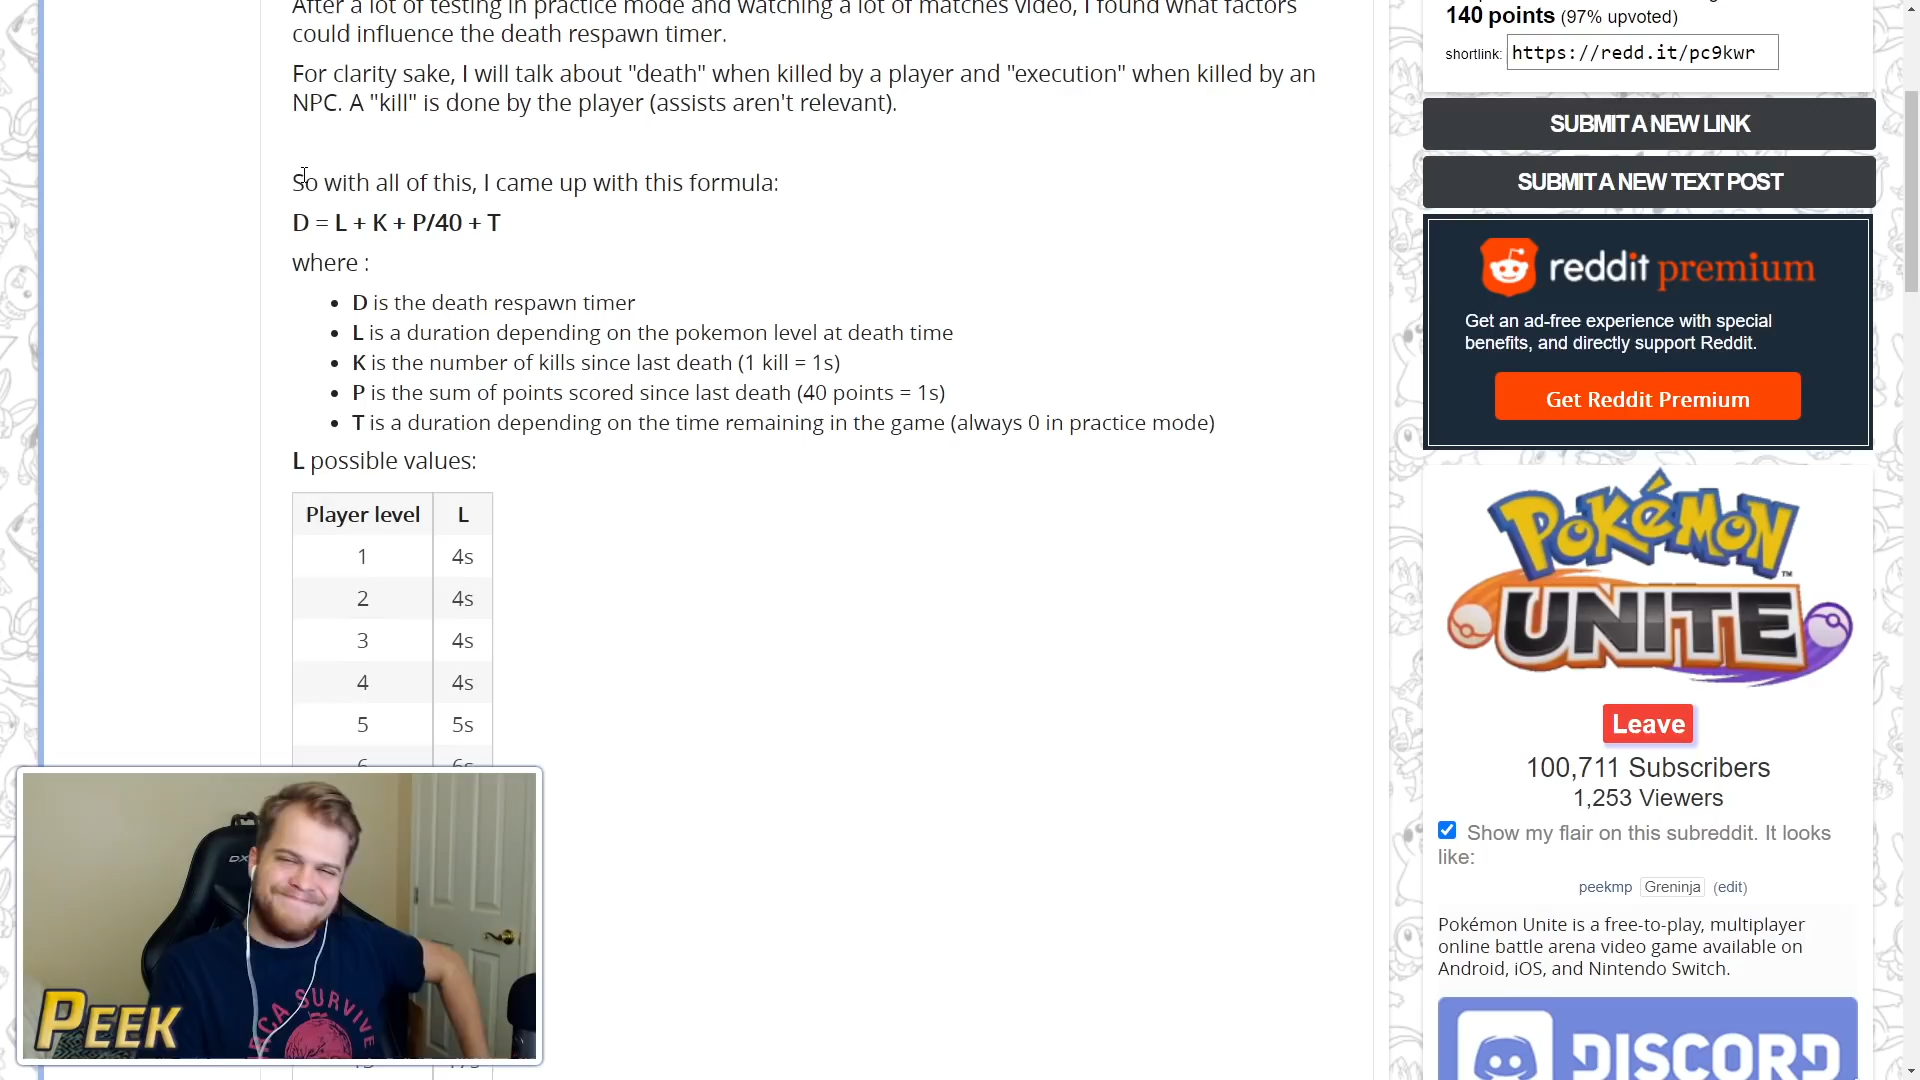 After a lot of testing in practice mode and watching a lot of matches video, I found what factors
could influence the death respawn timer.
For clarity sake, I will talk about "death" when killed by a player and "execution" when killed by an
NPC. A "kill" is done by the player (assists aren't relevant).
So with all of this, I came up with this formula:
D = L + K + P/40 + T
where :
• D is the death respawn timer
• L is a duration depending on the pokemon level at death time
• K is the number of kills since last death (1 kill = 1s)
• P is the sum of points scored since last death (40 points = 1s)
• T is a duration depending on the time remaining in the game (always 0 in practice mode)
L possible values:
Player level L
1 4s
2 4s
3 4s
4 4s
5 5s
6 6s
DX
RCA SURVIVE
PEEK
140 points (97% upvoted)
shortlink: https://redd.it/pc9kwr
SUBMIT A NEW LINK
SUBMIT A NEW TEXT POST
reddit premium
Get an ad-free experience with special
benefits, and directly support Reddit.
Get Reddit Premium
POKÉMON
UNITE
Leave
100,711 Subscribers
1,253 Viewers
Show my flair on this subreddit. It looks
like:
peekmp Greninja (edit)
Pokémon Unite is a free-to-play, multiplayer
online battle arena video game available on
Android, iOS, and Nintendo Switch.
DISCORD